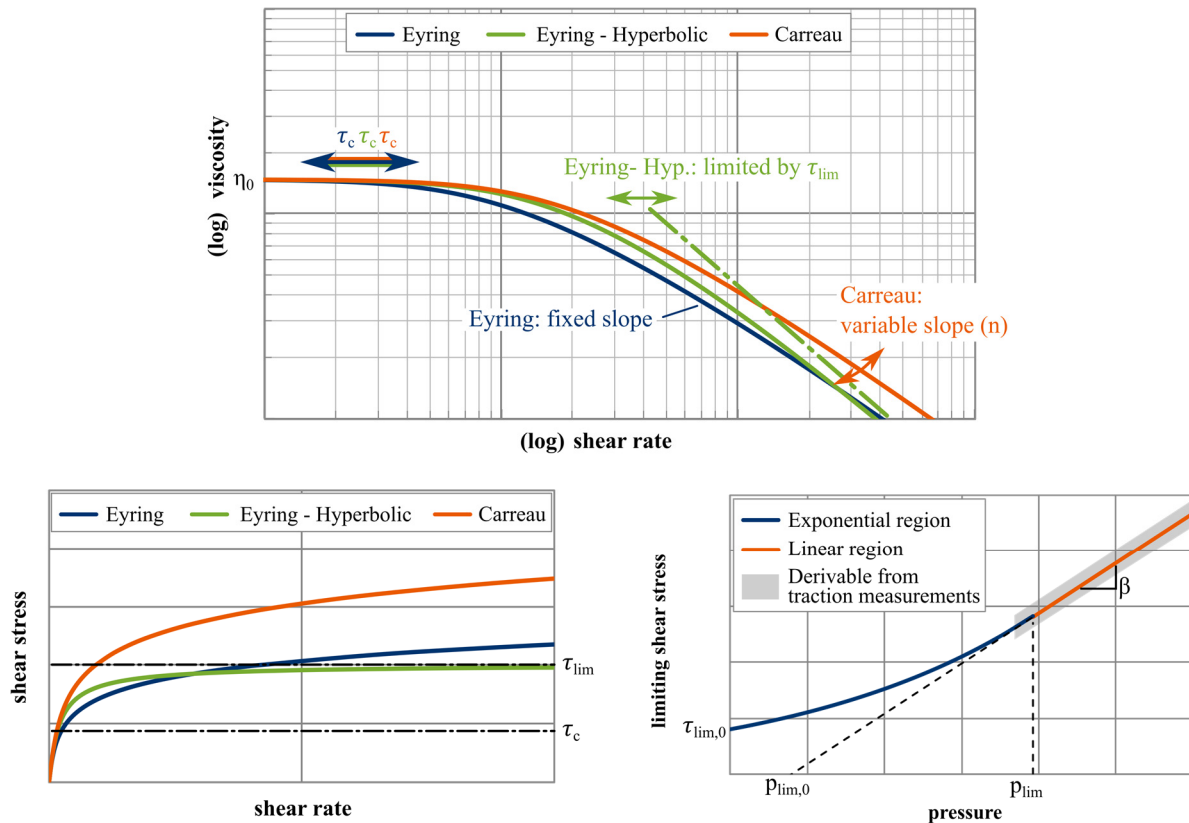 Eyring Eyring - Hyperbolic Carreau
(log) viscosity
η0
τc τc τc
Eyring- Hyp.: limited by τlim
Eyring: fixed slope
Carreau:
variable slope (n)
(log) shear rate
Eyring Eyring - Hyperbolic Carreau
shear stress
τlim
τc
shear rate
Exponential region
Linear region
Derivable from
traction measurements
β
limiting shear stress
τlim,0
plim,0
plim
pressure